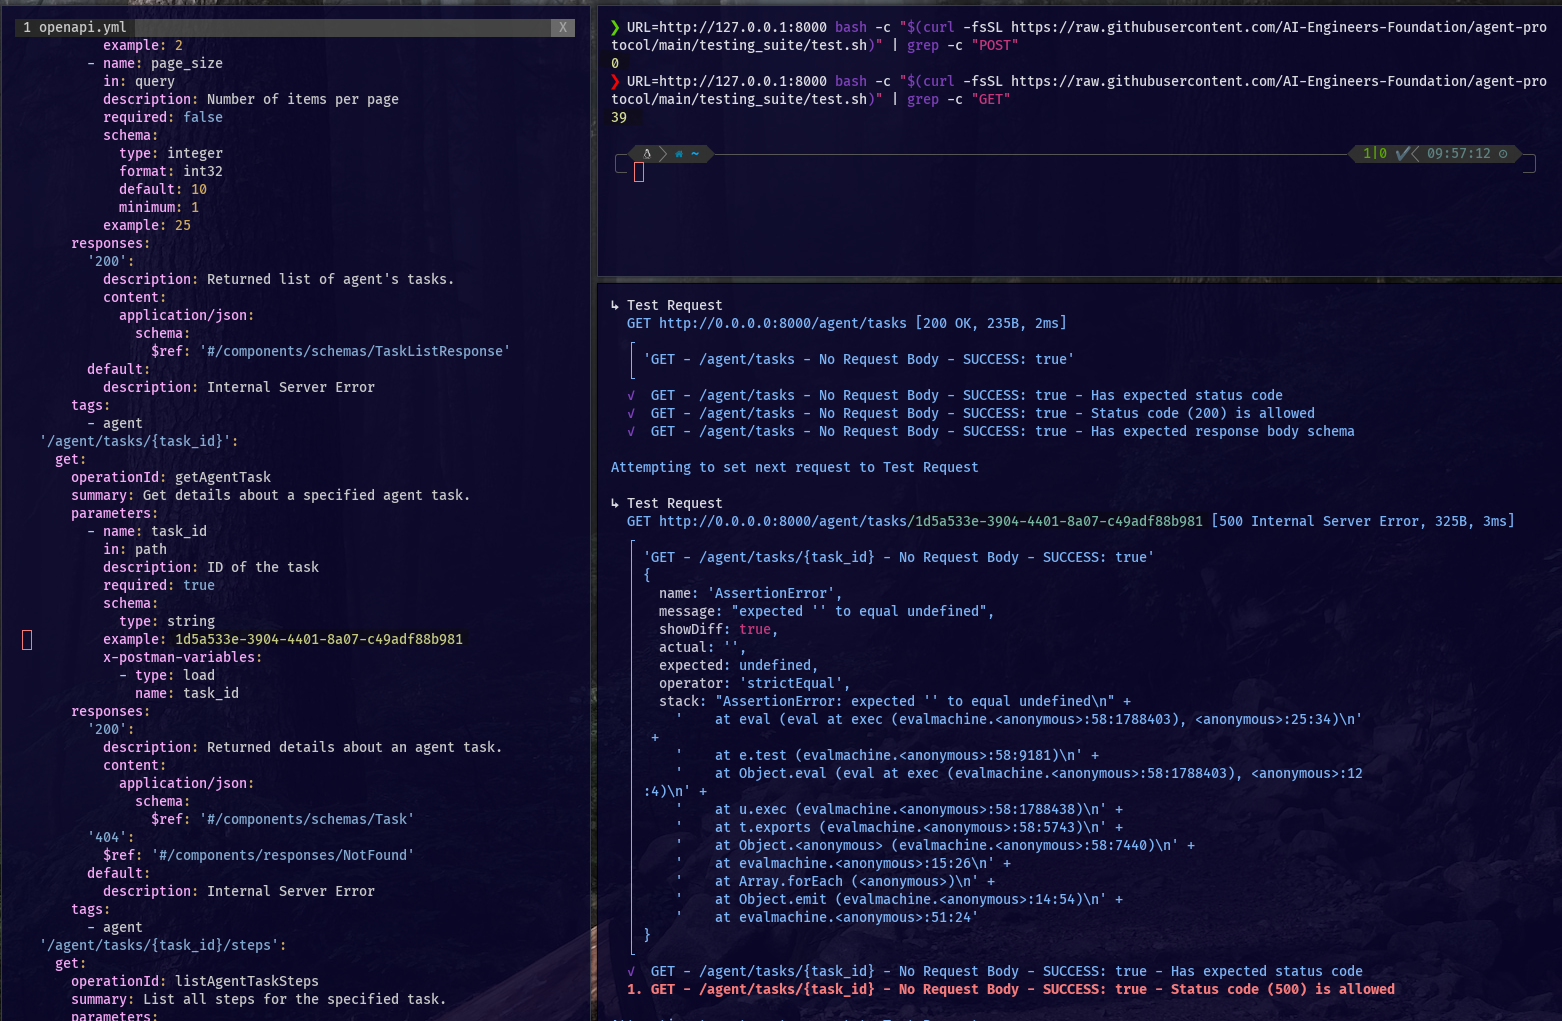 1 openapi.yml X
example: 2
- name: page_size
in: query
description: Number of items per page
required: false
schema:
type: integer
format: int32
default: 10
minimum: 1
example: 25
responses:
'200':
description: Returned list of agent's tasks.
content:
application/json:
schema:
$ref: '#/components/schemas/TaskListResponse'
default:
description: Internal Server Error
tags:
- agent
'/agent/tasks/{task_id}':
get:
operationId: getAgentTask
summary: Get details about a specified agent task.
parameters:
- name: task_id
in: path
description: ID of the task
required: true
schema:
type: string
example: 1d5a533e-3904-4401-8a07-c49adf88b981
x-postman-variables:
- type: load
name: task_id
responses:
'200':
description: Returned details about an agent task.
content:
application/json:
schema:
$ref: '#/components/schemas/Task'
'404':
$ref: '#/components/responses/NotFound'
default:
description: Internal Server Error
tags:
- agent
'/agent/tasks/{task_id}/steps':
get:
operationId: listAgentTaskSteps
summary: List all steps for the specified task.
parameters:
❯ URL=http://127.0.0.1:8000 bash -c "$(curl -fsSL https://raw.githubusercontent.com/AI-Engineers-Foundation/agent-pro
tocol/main/testing_suite/test.sh)" | grep -c "POST"
0
❯ URL=http://127.0.0.1:8000 bash -c "$(curl -fsSL https://raw.githubusercontent.com/AI-Engineers-Foundation/agent-pro
tocol/main/testing_suite/test.sh)" | grep -c "GET"
39
~ 1|0 ✔ 09:57:12
↳ Test Request
GET http://0.0.0.0:8000/agent/tasks [200 OK, 235B, 2ms]
'GET - /agent/tasks - No Request Body - SUCCESS: true'
√ GET - /agent/tasks - No Request Body - SUCCESS: true - Has expected status code
√ GET - /agent/tasks - No Request Body - SUCCESS: true - Status code (200) is allowed
√ GET - /agent/tasks - No Request Body - SUCCESS: true - Has expected response body schema
Attempting to set next request to Test Request
↳ Test Request
GET http://0.0.0.0:8000/agent/tasks/1d5a533e-3904-4401-8a07-c49adf88b981 [500 Internal Server Error, 325B, 3ms]
'GET - /agent/tasks/{task_id} - No Request Body - SUCCESS: true'
{
name: 'AssertionError',
message: "expected '' to equal undefined",
showDiff: true,
actual: '',
expected: undefined,
operator: 'strictEqual',
stack: "AssertionError: expected '' to equal undefined\n" +
'    at eval (eval at exec (evalmachine.<anonymous>:58:1788403), <anonymous>:25:34)\n'
+
'    at e.test (evalmachine.<anonymous>:58:9181)\n' +
'    at Object.eval (eval at exec (evalmachine.<anonymous>:58:1788403), <anonymous>:12
:4)\n' +
'    at u.exec (evalmachine.<anonymous>:58:1788438)\n' +
'    at t.exports (evalmachine.<anonymous>:58:5743)\n' +
'    at Object.<anonymous> (evalmachine.<anonymous>:58:7440)\n' +
'    at evalmachine.<anonymous>:15:26\n' +
'    at Array.forEach (<anonymous>)\n' +
'    at Object.emit (evalmachine.<anonymous>:14:54)\n' +
'    at evalmachine.<anonymous>:51:24'
}
√ GET - /agent/tasks/{task_id} - No Request Body - SUCCESS: true - Has expected status code
1. GET - /agent/tasks/{task_id} - No Request Body - SUCCESS: true - Status code (500) is allowed